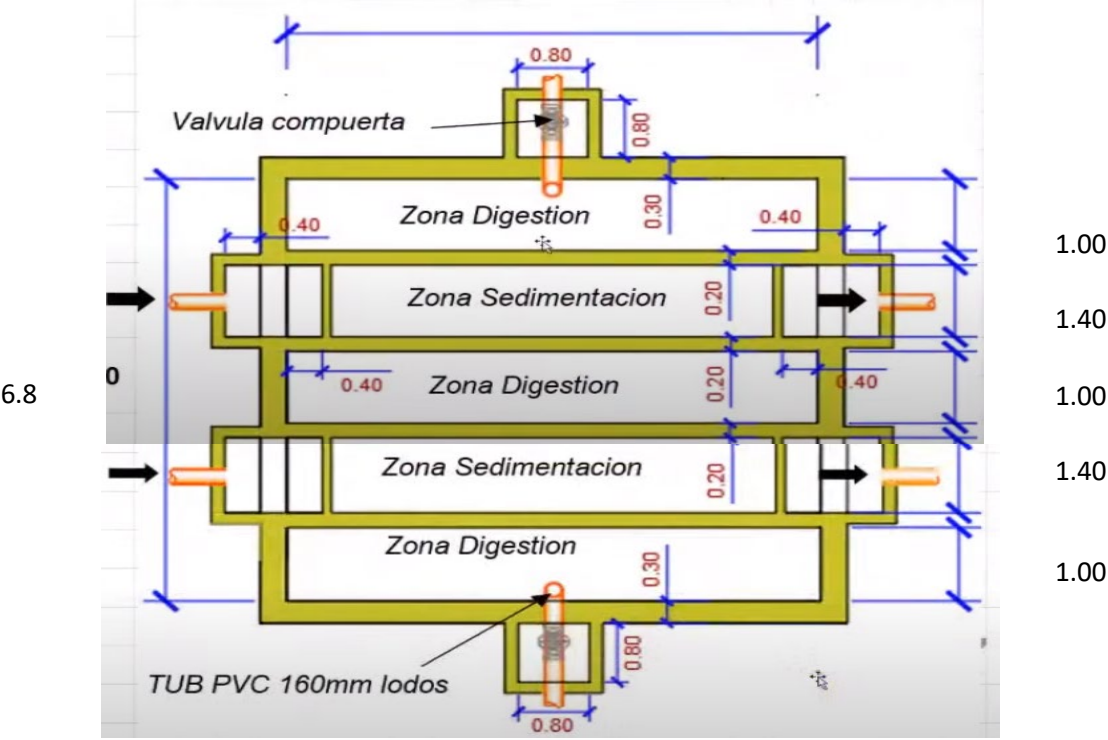 0.80
Valvula compuerta
0.80
Zona Digestion
0.30
0.40
0.40
1.00
Zona Sedimentacion
0.20
1.40
0
6.8
0.40
Zona Digestion
0.20
0.40
1.00
Zona Sedimentacion
0.20
1.40
Zona Digestion
0.30
1.00
0.80
TUB PVC 160mm lodos
0.80